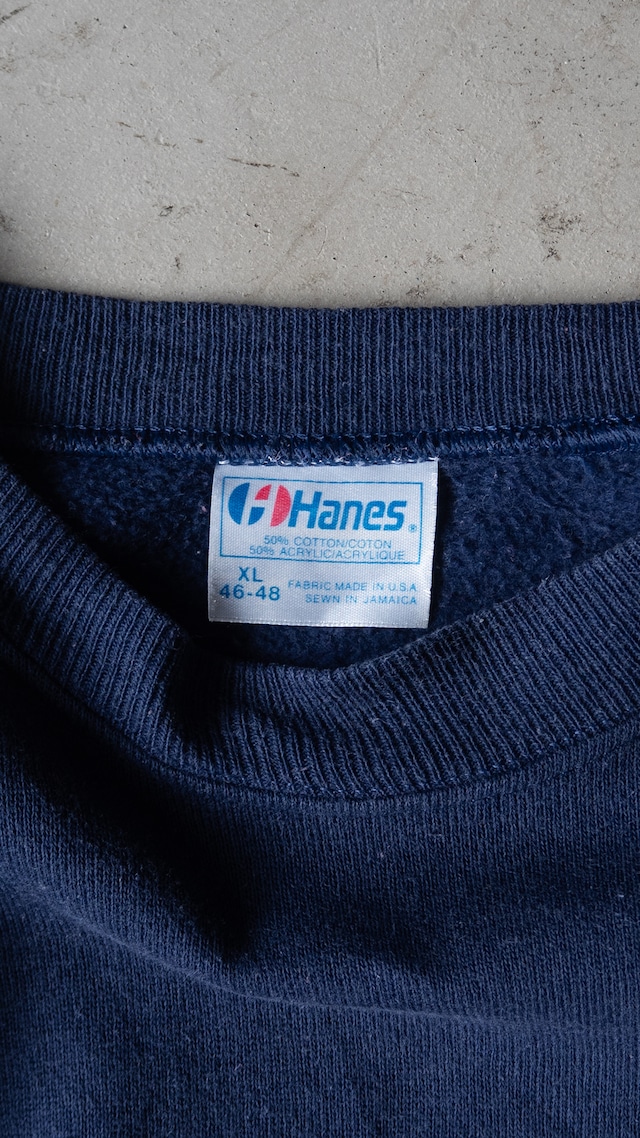 Hanes®
50% COTTON/COTON
50% ACRYLIC/ACRYLIQUE
XL
46-48
FABRIC MADE IN U.S.A
SEWN IN JAMAICA